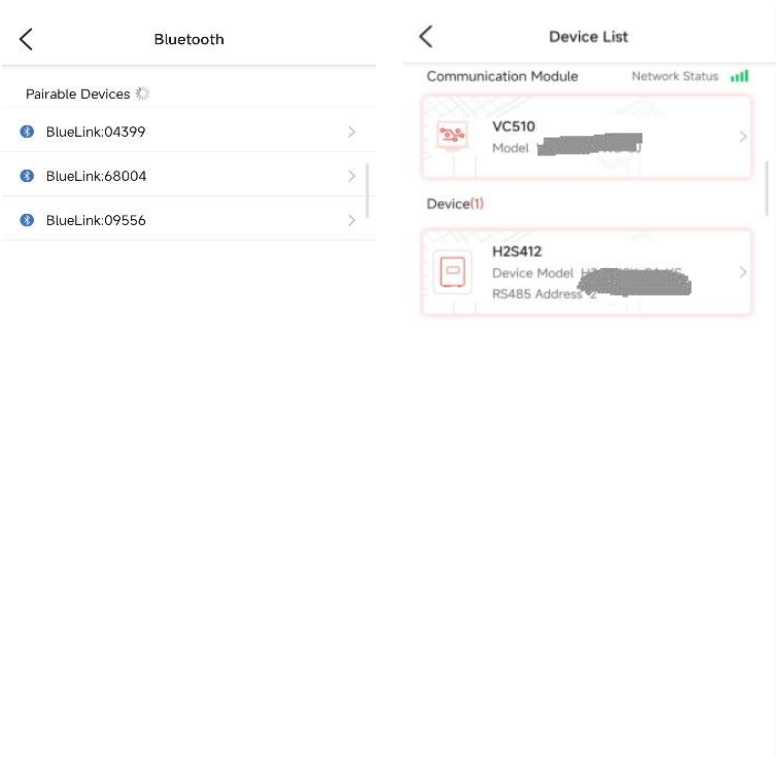 Bluetooth
Pairable Devices
BlueLink:04399
BlueLink:68004
BlueLink:09556
Device List
Communication Module Network Status
VC510
Model
Device(1)
H2S412
Device Model
RS485 Address 2